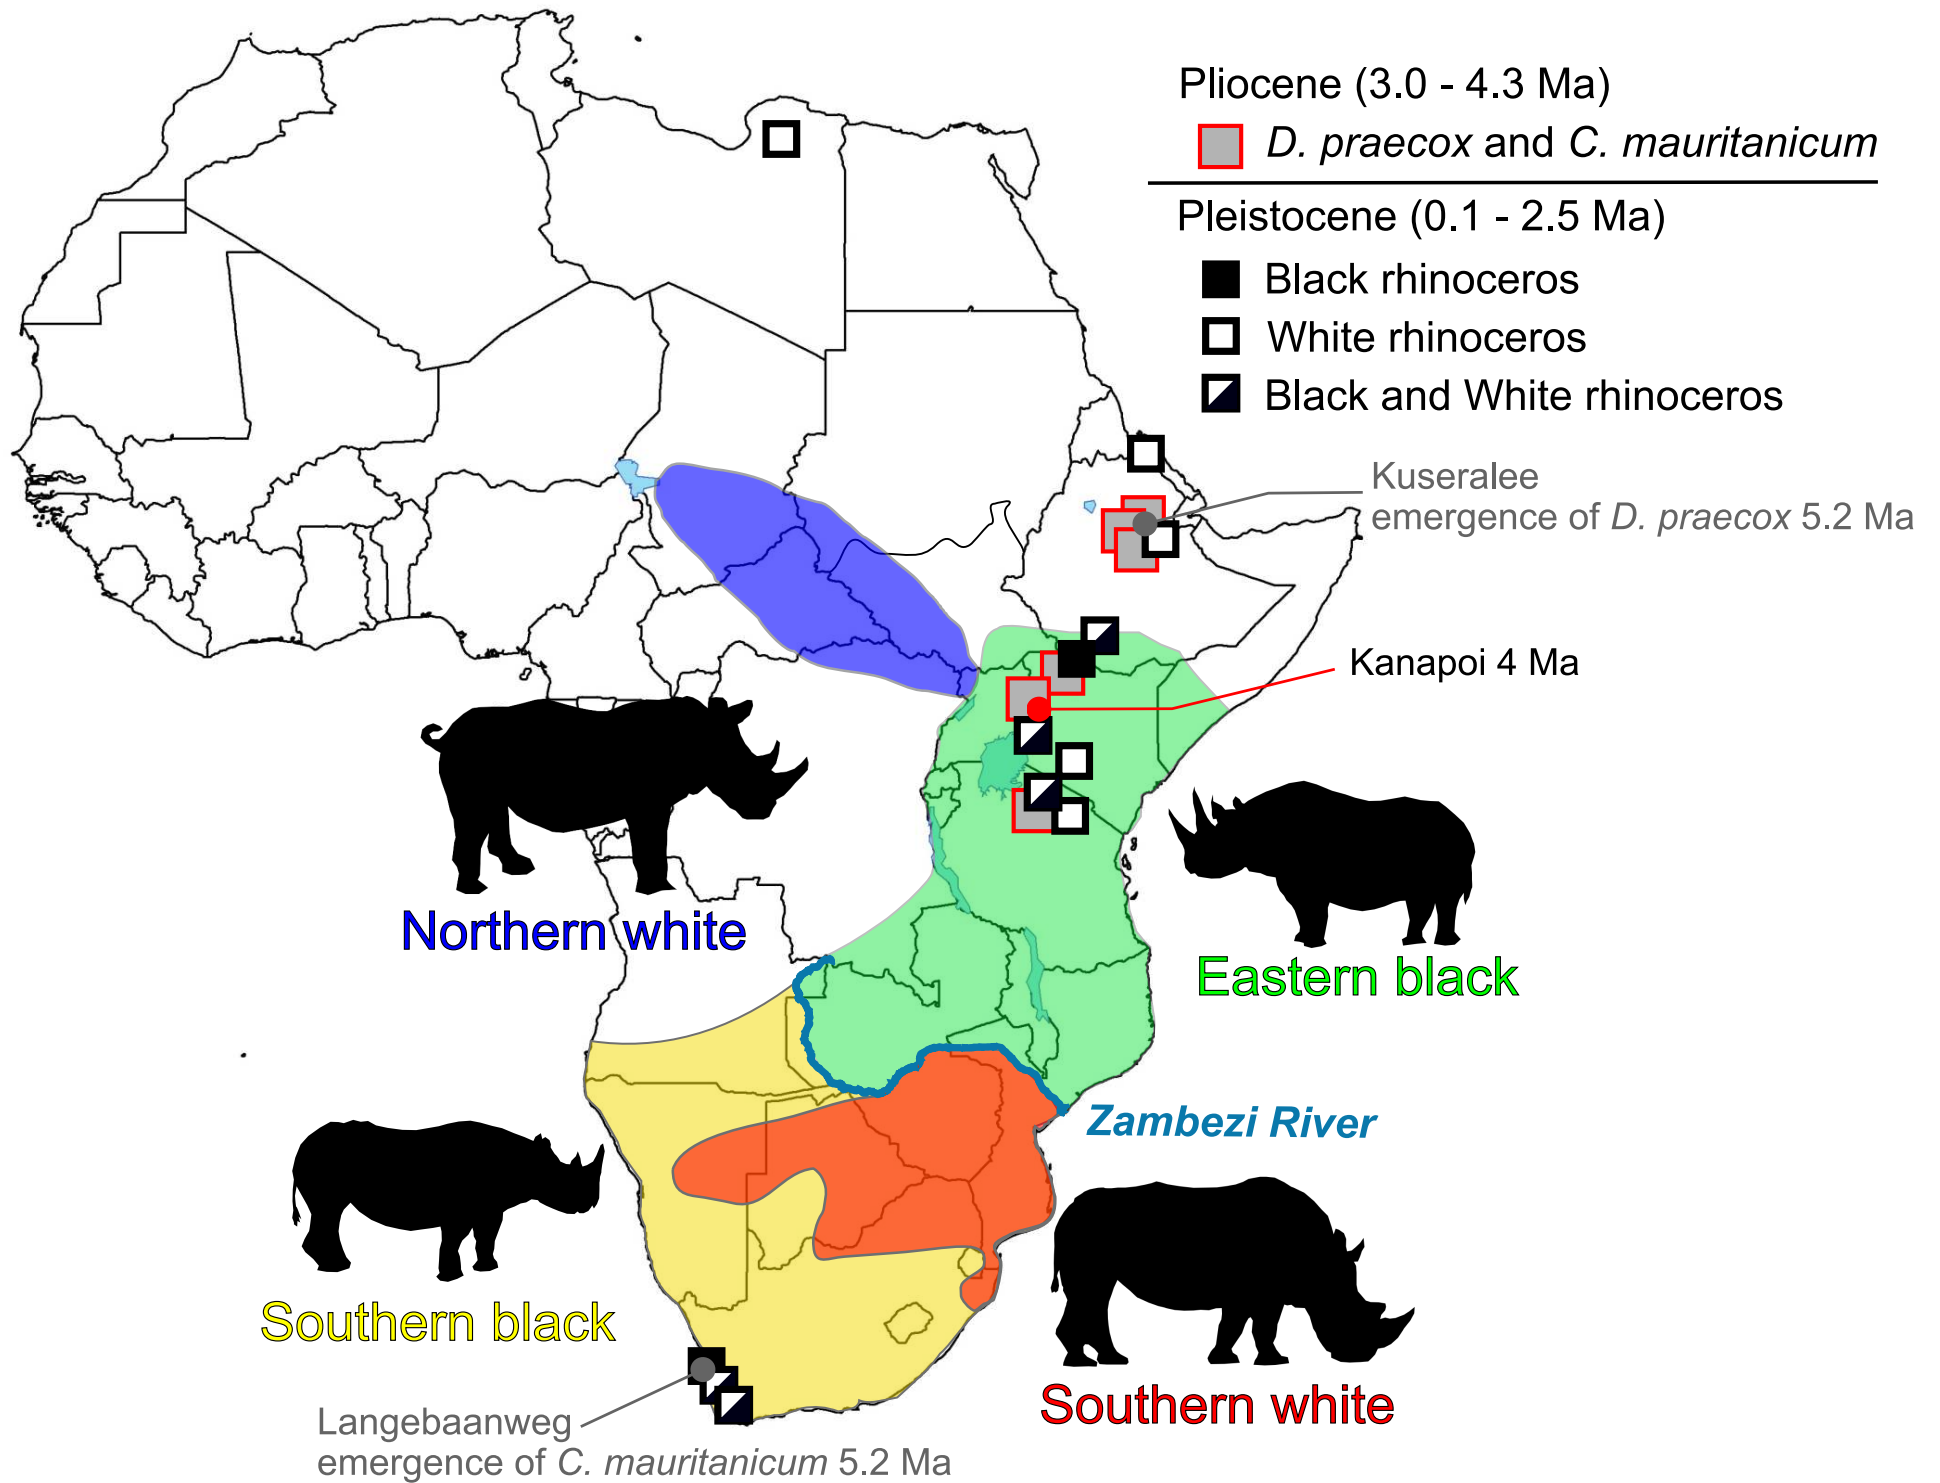 Pliocene (3.0 - 4.3 Ma)
D. praecox and C. mauritanicum
Pleistocene (0.1 - 2.5 Ma)
Black rhinoceros
White rhinoceros
Black and White rhinoceros
Kuseralee
emergence of D. praecox 5.2 Ma
Kanapoi 4 Ma
Northern white
Eastern black
Zambezi River
Southern black
Southern white
Langebaanweg
emergence of C. mauritanicum 5.2 Ma